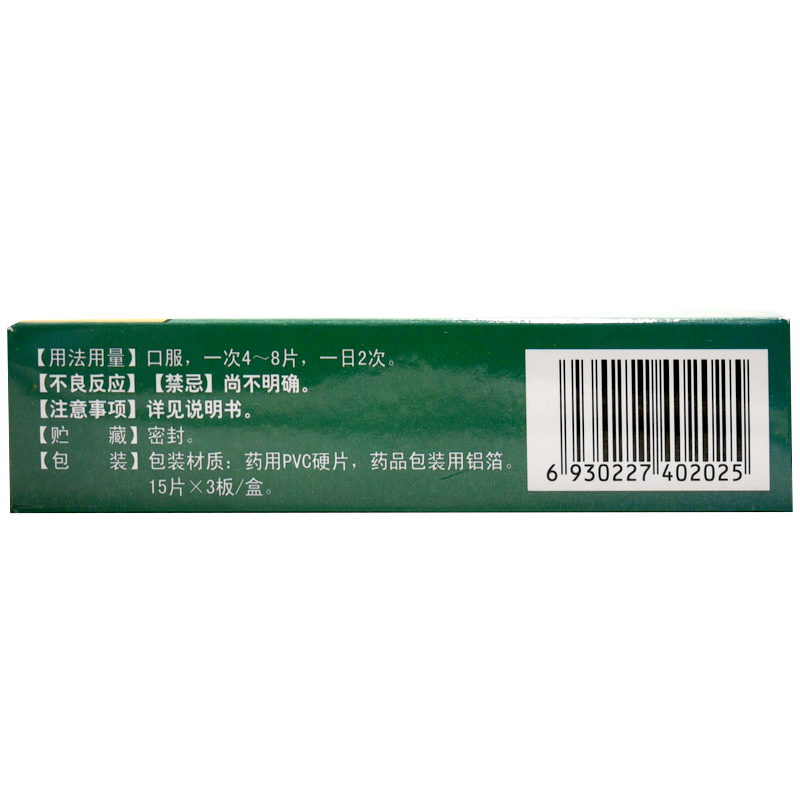 【用法用量】口服，一次4～8片，一日2次。
【不良反应】【禁忌】尚不明确。
【注意事项】详见说明书。
【贮　　藏】密封。
【包　　装】包装材质：药用PVC硬片，药品包装用铝箔。
15片×3板/盒。
6 930227 402025